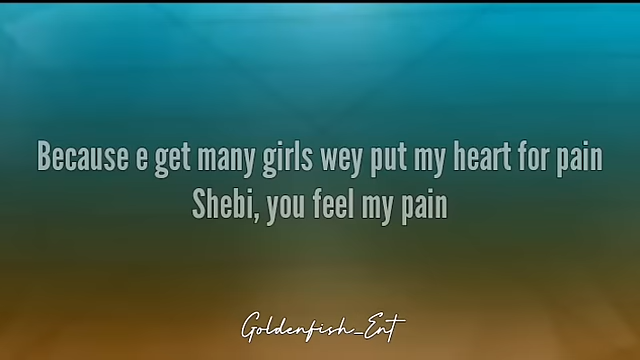 Because e get many girls wey put my heart for pain
Shebi, you feel my pain
Goldenfish_Ent